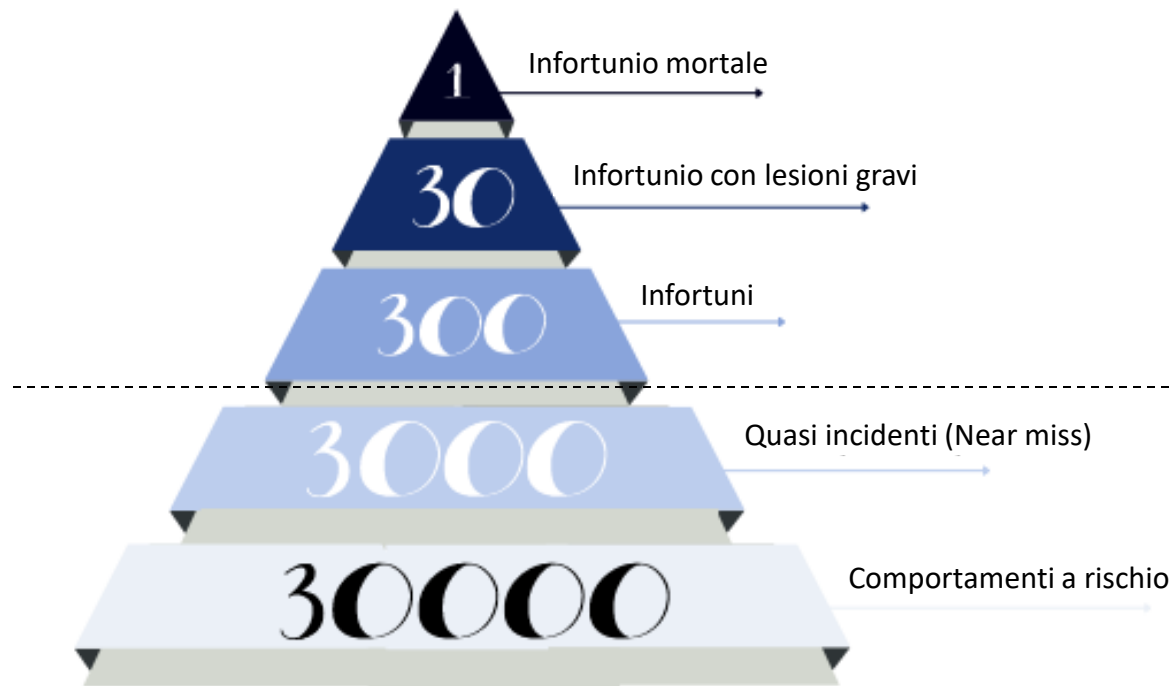 1
Infortunio mortale
30
Infortunio con lesioni gravi
300
Infortuni
3000
Quasi incidenti (Near miss)
30000
Comportamenti a rischio